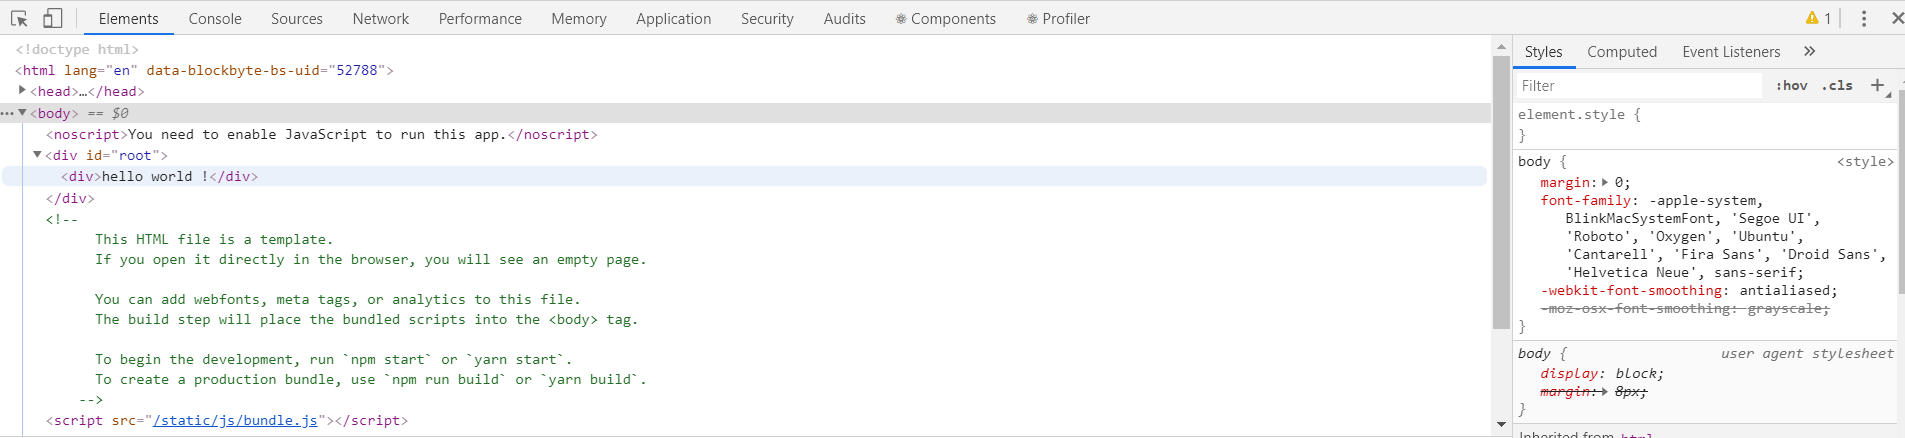 Elements Console Sources Network Performance Memory Application Security Audits Components Profiler 1
<!doctype html>
<html lang="en" data-blockbyte-bs-uid="52788">
<head>…</head>
<body> == $0
<noscript>You need to enable JavaScript to run this app.</noscript>
<div id="root">
<div>hello world !</div>
</div>
<!--
This HTML file is a template.
If you open it directly in the browser, you will see an empty page.
You can add webfonts, meta tags, or analytics to this file.
The build step will place the bundled scripts into the <body> tag.
To begin the development, run `npm start` or `yarn start`.
To create a production bundle, use `npm run build` or `yarn build`.
-->
<script src="/static/js/bundle.js"></script>
Styles Computed Event Listeners »
Filter :hov .cls +
element.style {
}
body { <style>
margin: 0;
font-family: -apple-system,
BlinkMacSystemFont, 'Segoe UI',
'Roboto', 'Oxygen', 'Ubuntu',
'Cantarell', 'Fira Sans', 'Droid Sans',
'Helvetica Neue', sans-serif;
-webkit-font-smoothing: antialiased;
-moz-osx-font-smoothing: grayscale;
}
body { user agent stylesheet
display: block;
margin: 8px;
}
Inherited from html